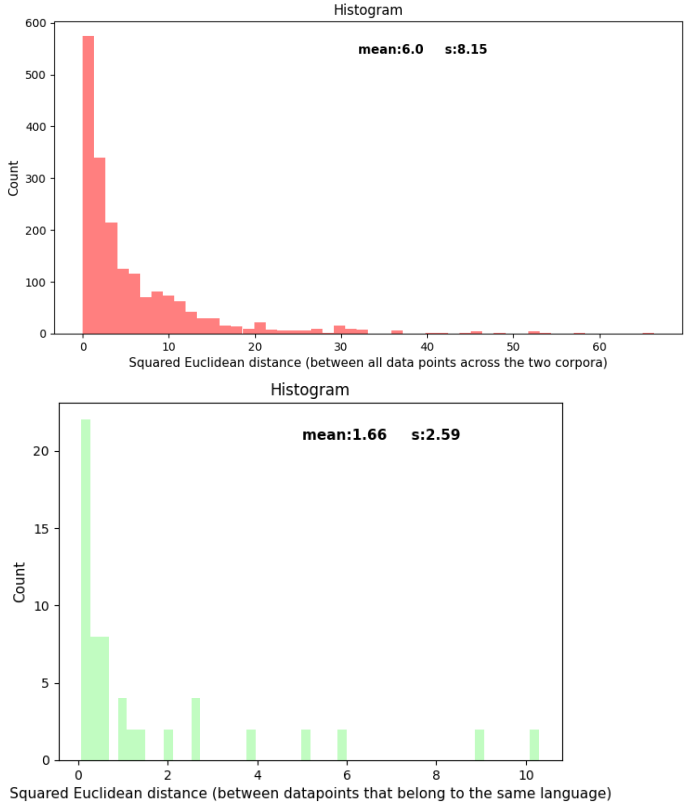 Histogram
600
500
400
300
200
100
0
Count
mean:6.0 s:8.15
0 10 20 30 40 50 60
Squared Euclidean distance (between all data points across the two corpora)
Histogram
20
15
10
5
0
Count
mean:1.66 s:2.59
0 2 4 6 8 10
Squared Euclidean distance (between datapoints that belong to the same language)